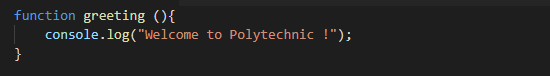 function greeting (){
    console.log("Welcome to Polytechnic !");
}